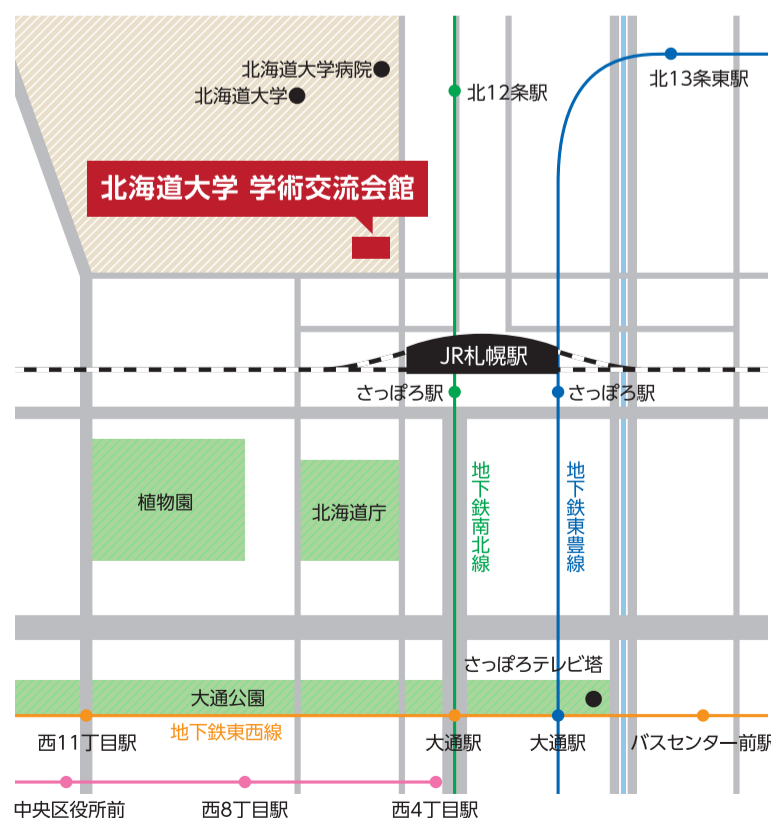 北海道大学病院
北海道大学
北12条駅
北13条東駅
北海道大学 学術交流会館
JR札幌駅
さっぽろ駅
さっぽろ駅
植物園
北海道庁
地下鉄南北線
地下鉄東豊線
さっぽろテレビ塔
大通公園
地下鉄東西線
西11丁目駅
大通駅
大通駅
バスセンター前駅
中央区役所前
西8丁目駅
西4丁目駅